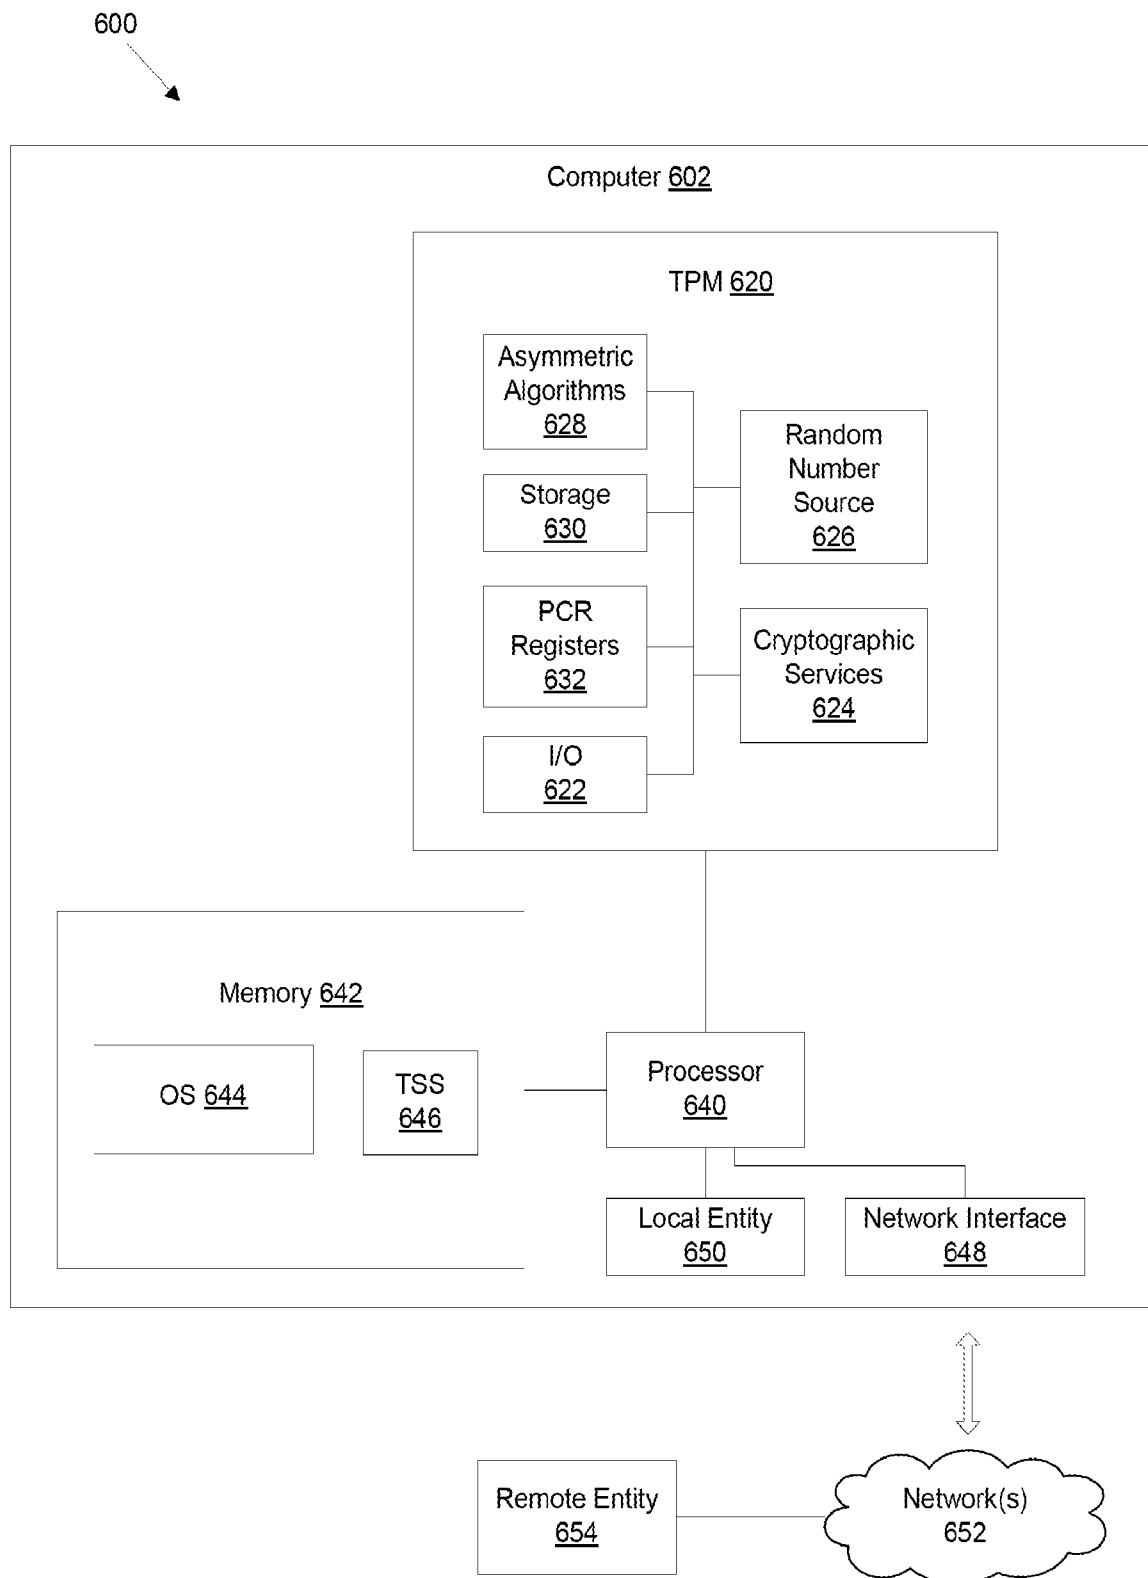 600
Computer 602
TPM 620
Asymmetric
Algorithms
628
Storage
630
PCR
Registers
632
I/O
622
Random
Number
Source
626
Cryptographic
Services
624
Memory 642
OS 644
TSS
646
Processor
640
Local Entity
650
Network Interface
648
Remote Entity
654
Network(s)
652